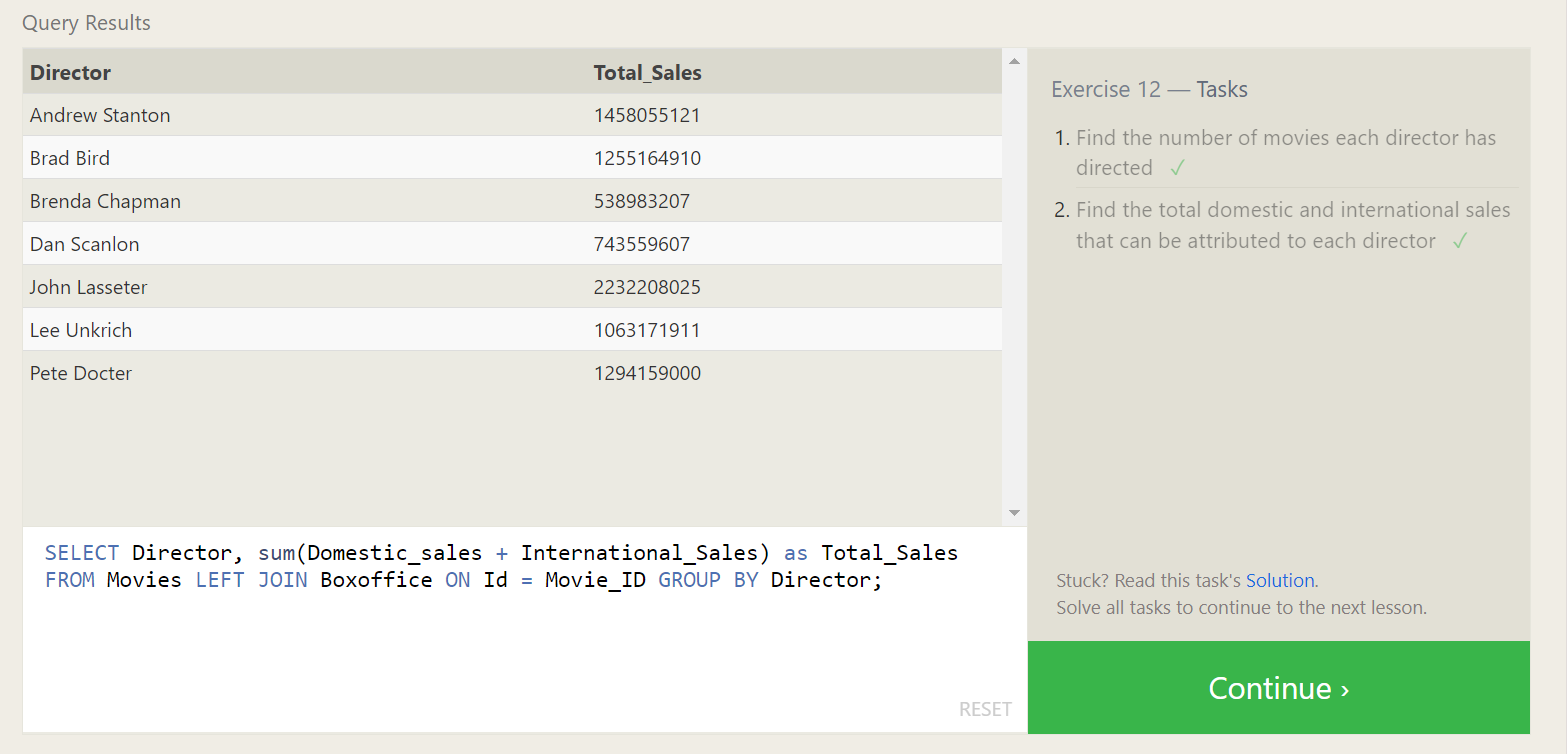 Query Results
Director Total_Sales
Andrew Stanton 1458055121
Brad Bird 1255164910
Brenda Chapman 538983207
Dan Scanlon 743559607
John Lasseter 2232208025
Lee Unkrich 1063171911
Pete Docter 1294159000
SELECT Director, sum(Domestic_sales + International_Sales) as Total_Sales
FROM Movies LEFT JOIN Boxoffice ON Id = Movie_ID GROUP BY Director;
RESET
Exercise 12 — Tasks
1. Find the number of movies each director has
directed ✓
2. Find the total domestic and international sales
that can be attributed to each director ✓
Stuck? Read this task's Solution.
Solve all tasks to continue to the next lesson.
Continue ›